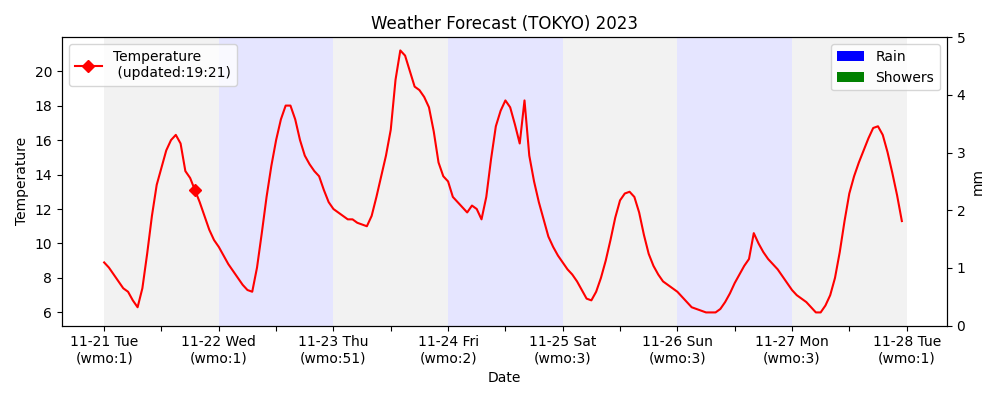 Weather Forecast (TOKYO) 2023
Temperature
(updated:19:21)
Rain
Showers
Temperature
20
18
16
14
12
10
8
6
5
4
3
2
1
0
mm
11-21 Tue
(wmo:1)
11-22 Wed
(wmo:1)
11-23 Thu
(wmo:51)
11-24 Fri
(wmo:2)
11-25 Sat
(wmo:3)
11-26 Sun
(wmo:3)
11-27 Mon
(wmo:3)
11-28 Tue
(wmo:1)
Date